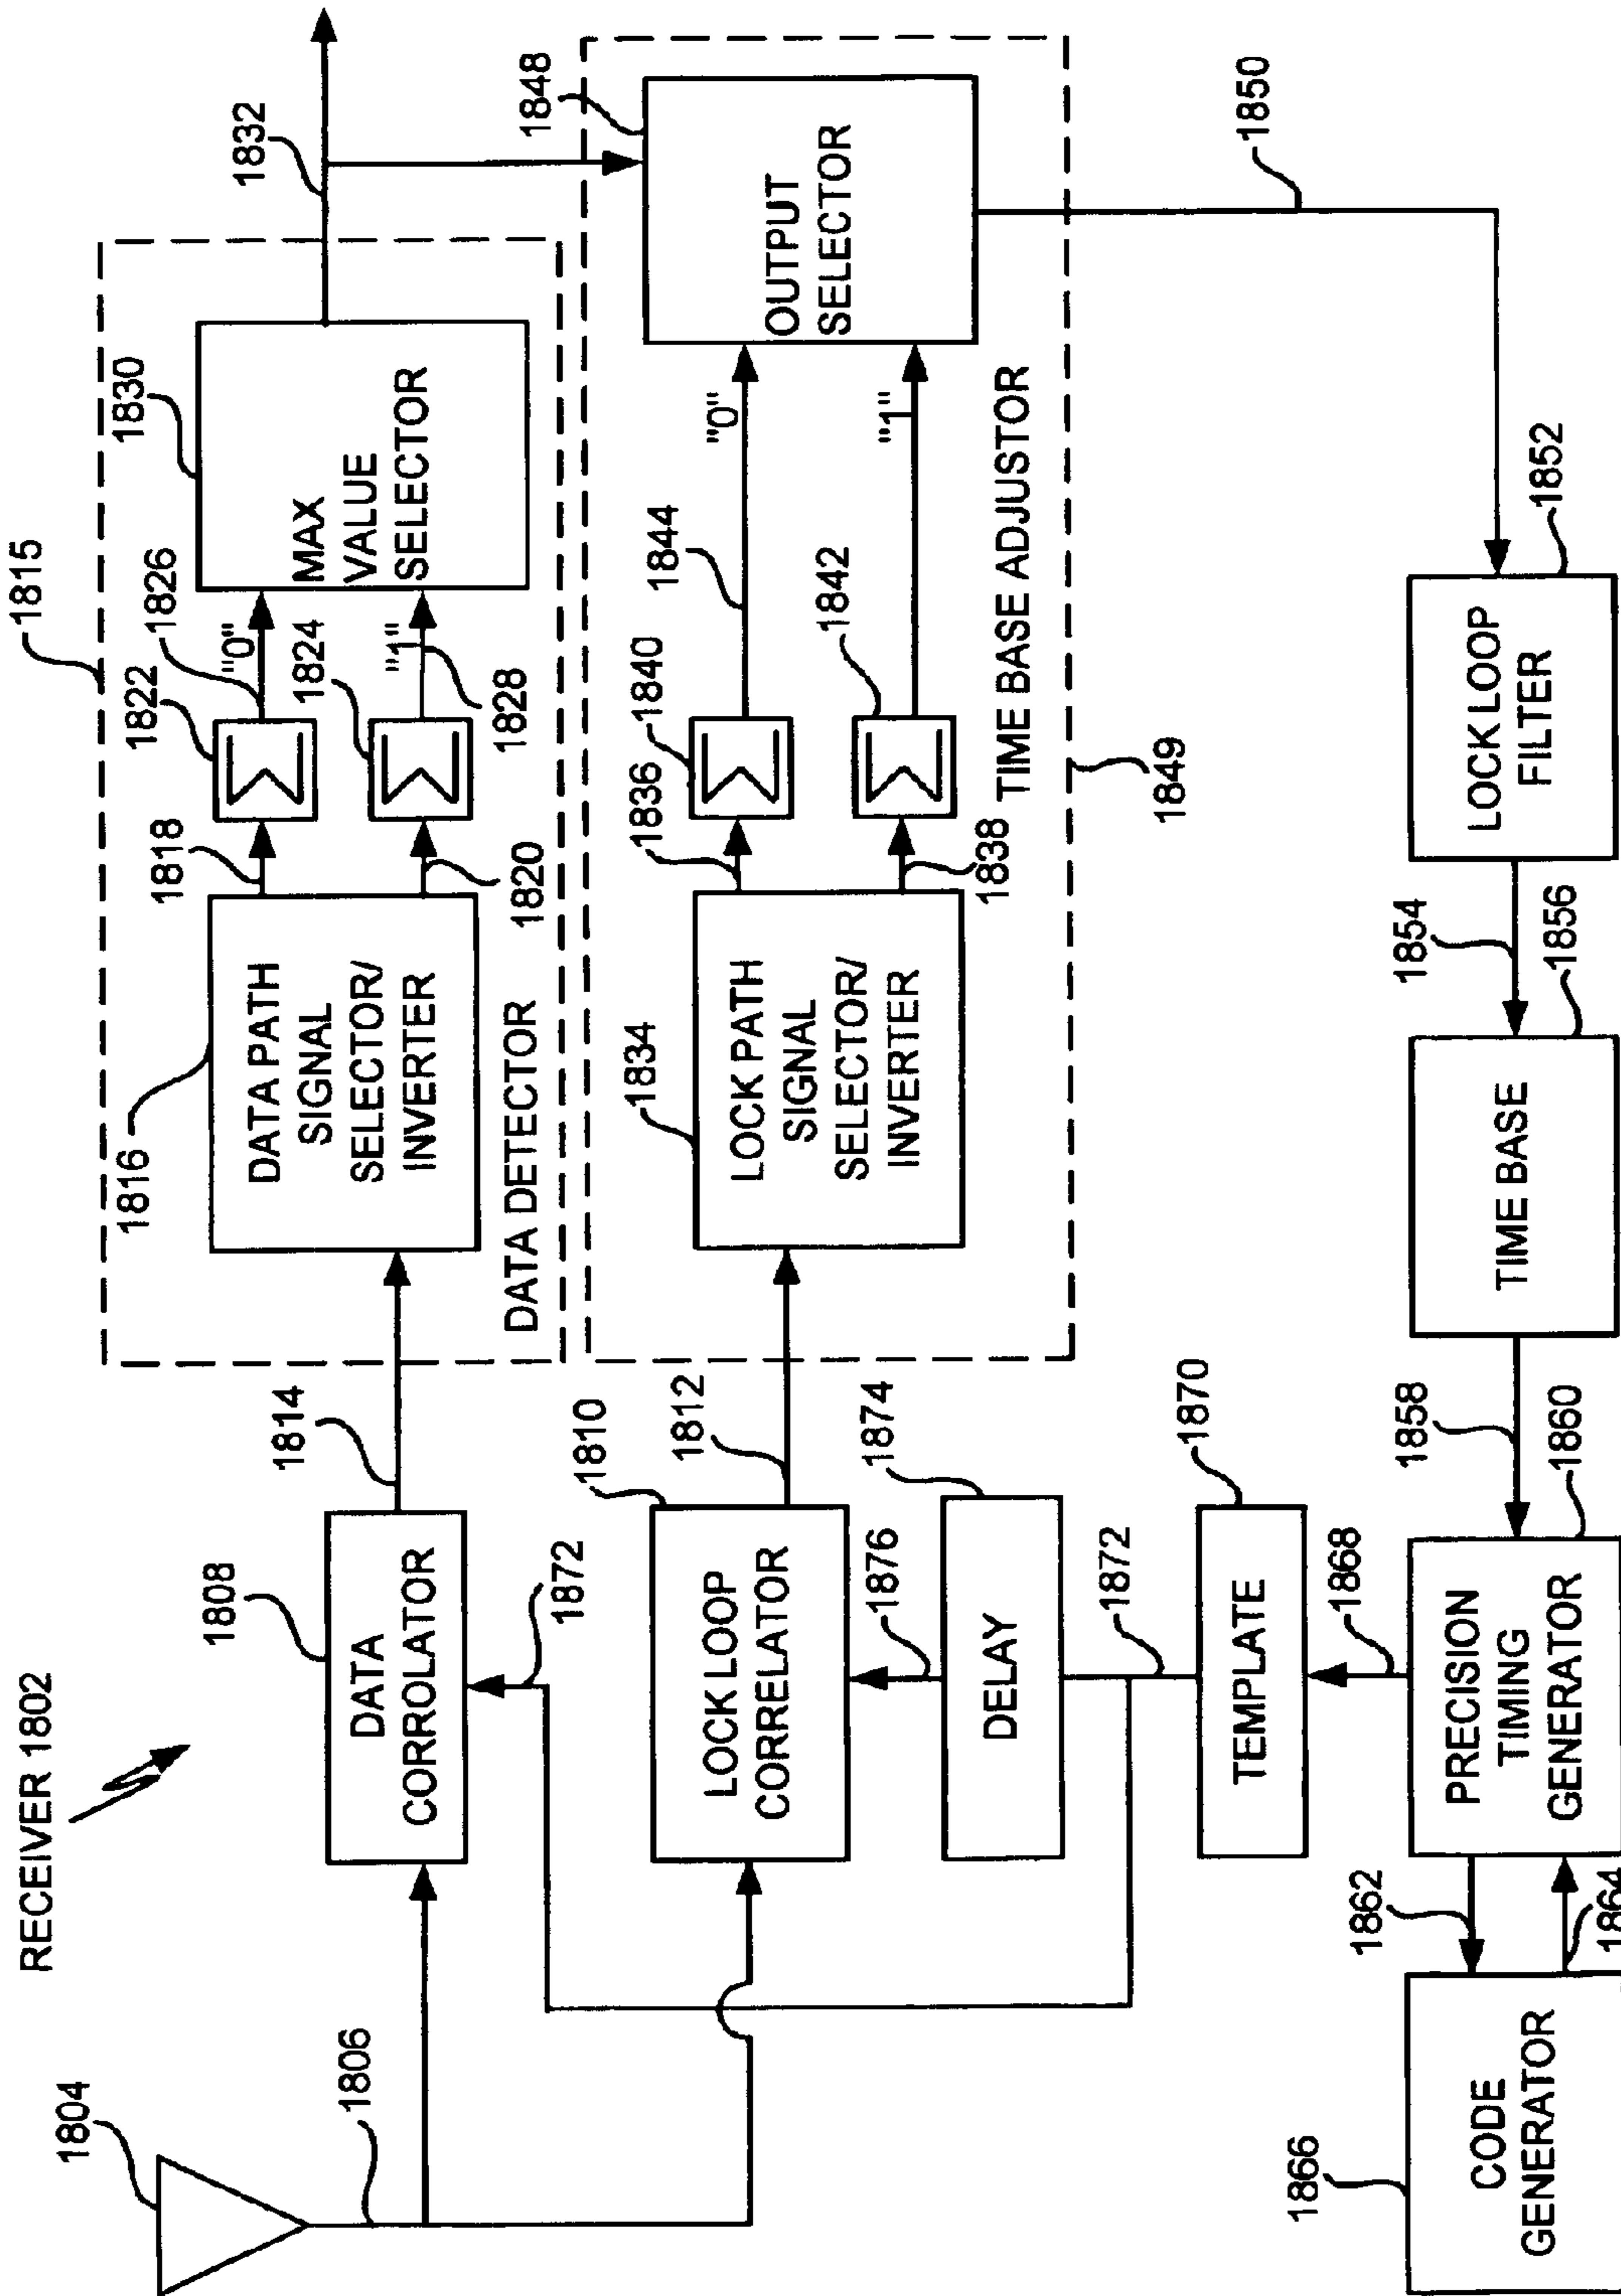 RECEIVER 1802
1804
1806
1808
DATA
CORROLATOR
1814
1872
1815
1816
DATA PATH
SIGNAL
SELECTOR/
INVERTER
DATA DETECTOR
1818
1820
1822
1824
1826
"0"
"1"
1828
1830
MAX
VALUE
SELECTOR
1832
1810
LOCK LOOP
CORRELATOR
1812
1834
LOCK PATH
SIGNAL
SELECTOR/
INVERTER
1836
1838
1840
1842
1844
"0"
"1"
TIME BASE ADJUSTOR
1849
1848
OUTPUT
SELECTOR
1850
1876
1874
DELAY
1872
1870
TEMPLATE
1868
1866
CODE
GENERATOR
1862
1864
PRECISION
TIMING
GENERATOR
1860
1858
TIME BASE
1856
1854
LOCK LOOP
FILTER
1852